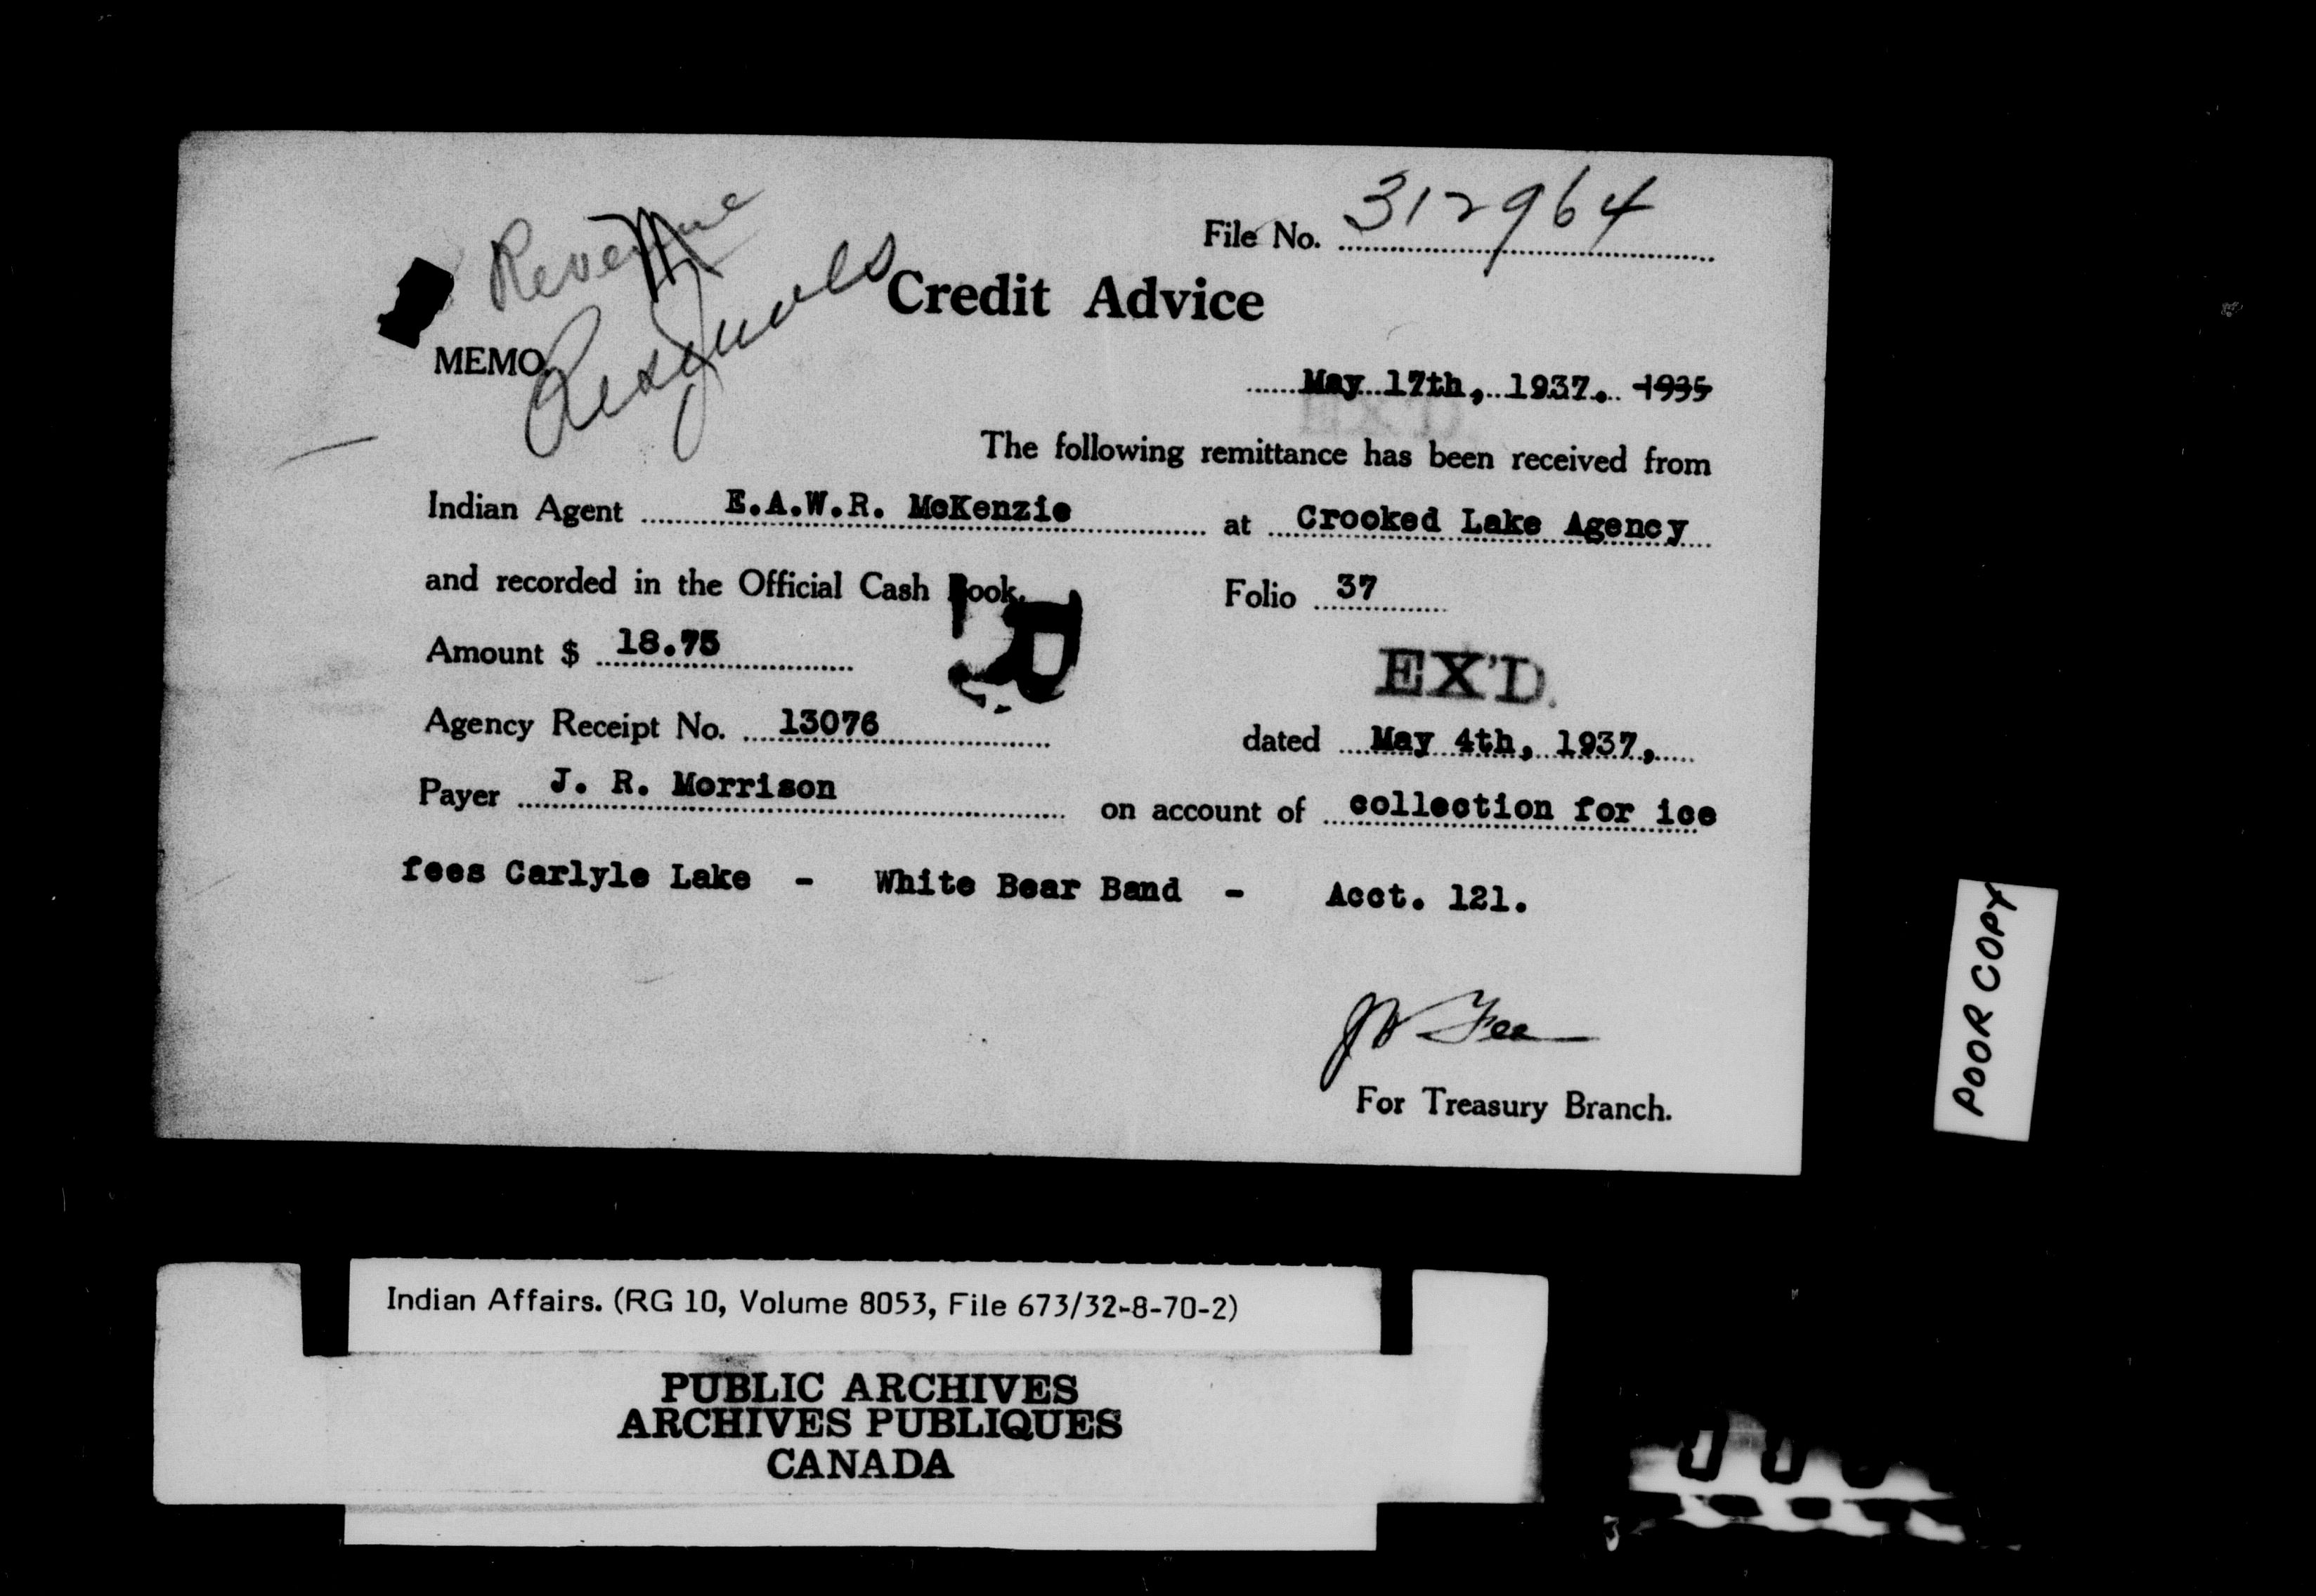 Revenue
File No. 312964
Credit Advice
MEMO.
May 17th, 1937. 1935
EX'D.
The following remittance has been received from
Indian Agent E.A.W.R. McKenzie at Crooked Lake Agency
and recorded in the Official Cash Book. Folio 37
Amount $ 18.75
EX'D.
Agency Receipt No. 13076 dated May 4th, 1937,
Payer J. R. Morrison on account of collection for ice
fees Carlyle Lake - White Bear Band - Acct. 121.
For Treasury Branch.
POOR COPY
Indian Affairs. (RG 10, Volume 8053, File 673/32-8-70-2)
PUBLIC ARCHIVES
ARCHIVES PUBLIQUES
CANADA